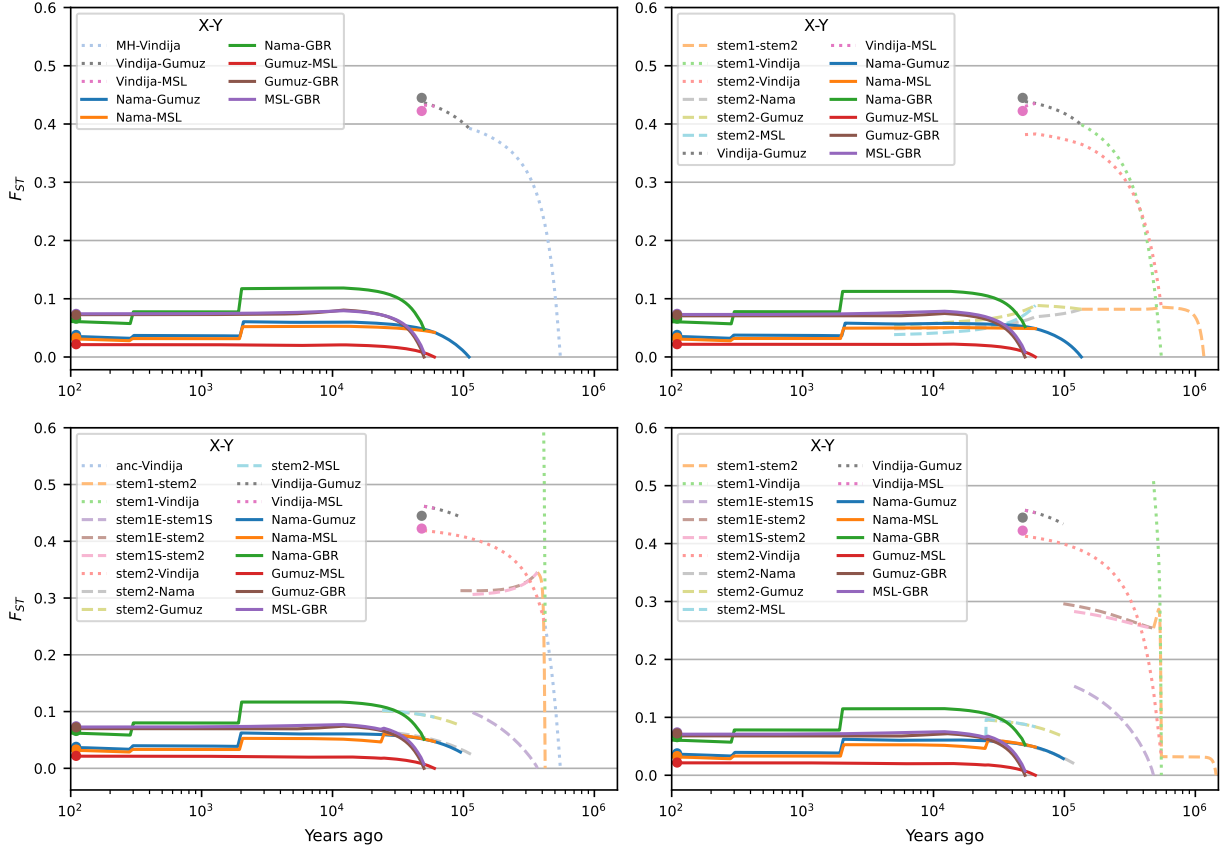 X-Y
MH-Vindija
Vindija-Gumuz
Vindija-MSL
Nama-Gumuz
Nama-MSL
Nama-GBR
Gumuz-MSL
Gumuz-GBR
MSL-GBR
F_ST
0.6
0.5
0.4
0.3
0.2
0.1
0.0
10^2
10^3
10^4
10^5
10^6
X-Y
stem1-stem2
stem1-Vindija
stem2-Vindija
stem2-Nama
stem2-Gumuz
stem2-MSL
Vindija-Gumuz
Vindija-MSL
Nama-Gumuz
Nama-MSL
Nama-GBR
Gumuz-MSL
Gumuz-GBR
MSL-GBR
0.6
0.5
0.4
0.3
0.2
0.1
0.0
10^2
10^3
10^4
10^5
10^6
X-Y
anc-Vindija
stem1-stem2
stem1-Vindija
stem1E-stem1S
stem1E-stem2
stem1S-stem2
stem2-Vindija
stem2-Nama
stem2-Gumuz
stem2-MSL
Vindija-Gumuz
Vindija-MSL
Nama-Gumuz
Nama-MSL
Nama-GBR
Gumuz-MSL
Gumuz-GBR
MSL-GBR
F_ST
0.6
0.5
0.4
0.3
0.2
0.1
0.0
10^2
10^3
10^4
10^5
10^6
Years ago
X-Y
stem1-stem2
stem1-Vindija
stem1E-stem1S
stem1E-stem2
stem1S-stem2
stem2-Vindija
stem2-Nama
stem2-Gumuz
stem2-MSL
Vindija-Gumuz
Vindija-MSL
Nama-Gumuz
Nama-MSL
Nama-GBR
Gumuz-MSL
Gumuz-GBR
MSL-GBR
0.6
0.5
0.4
0.3
0.2
0.1
0.0
10^2
10^3
10^4
10^5
10^6
Years ago